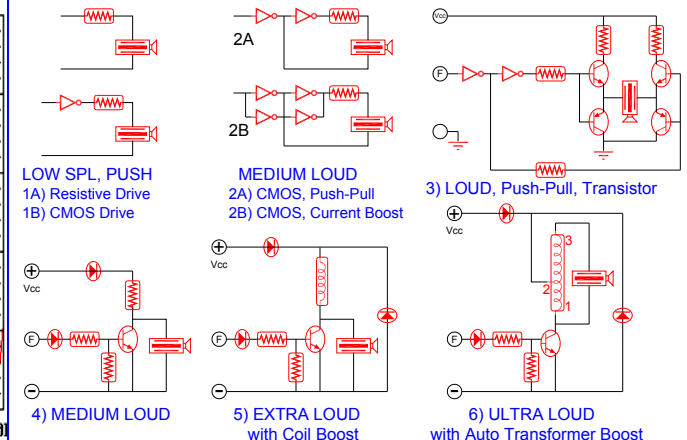 2A
2B
LOW SPL, PUSH
1A) Resistive Drive
1B) CMOS Drive
MEDIUM LOUD
2A) CMOS, Push-Pull
2B) CMOS, Current Boost
Vcc
F
3) LOUD, Push-Pull, Transistor
+
Vcc
F
−
4) MEDIUM LOUD
+
Vcc
F
−
5) EXTRA LOUD
with Coil Boost
+
Vcc
3
2
1
F
−
6) ULTRA LOUD
with Auto Transformer Boost